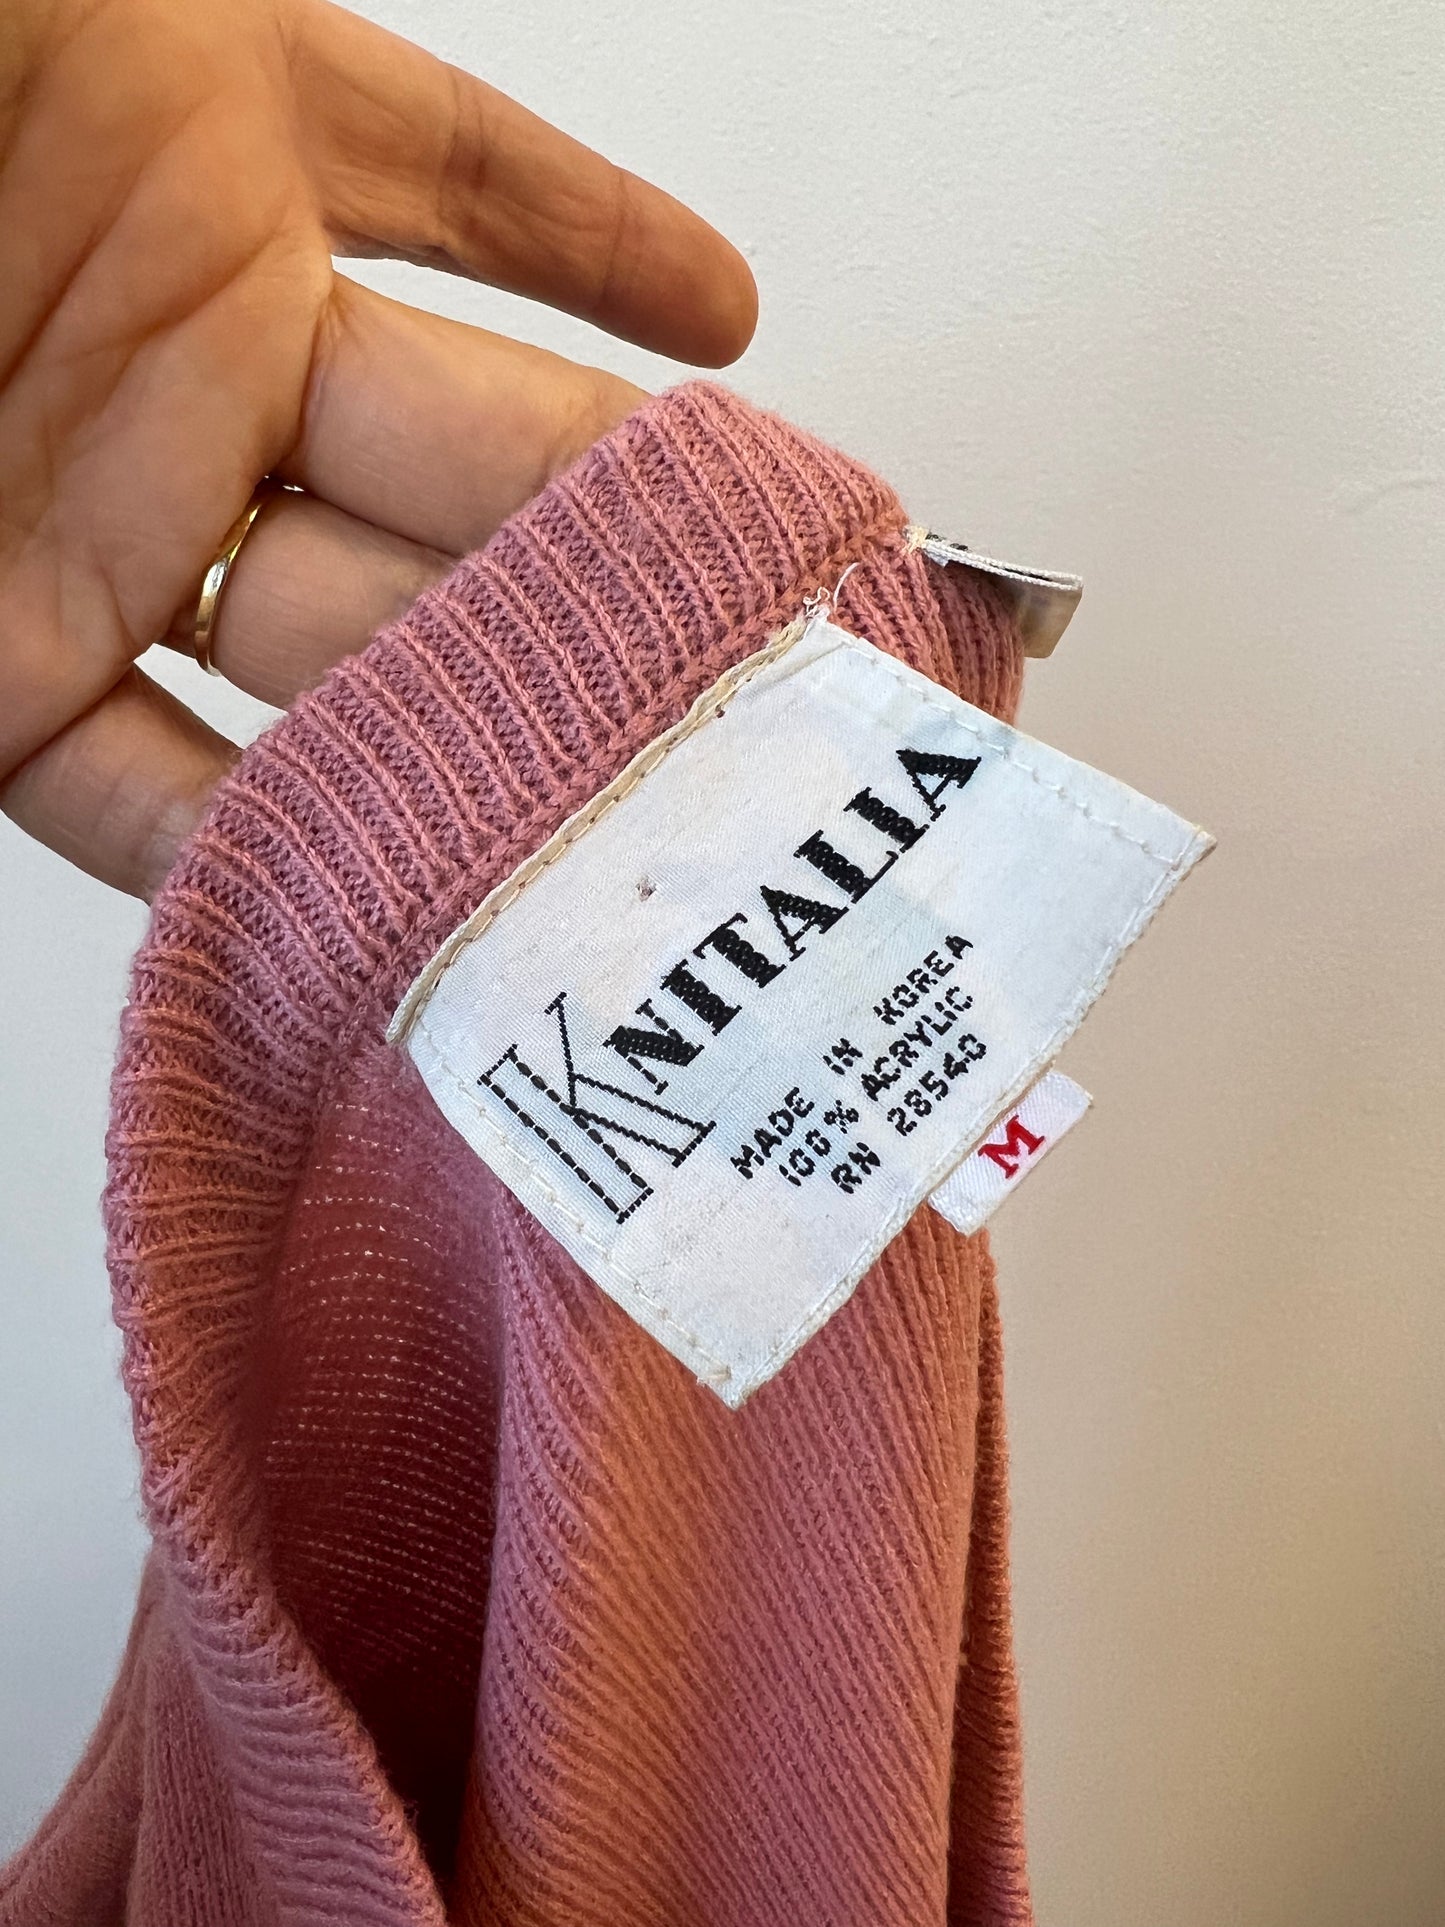 KNITALIA
MADE IN KOREA
100% ACRYLIC
RN 28540
M